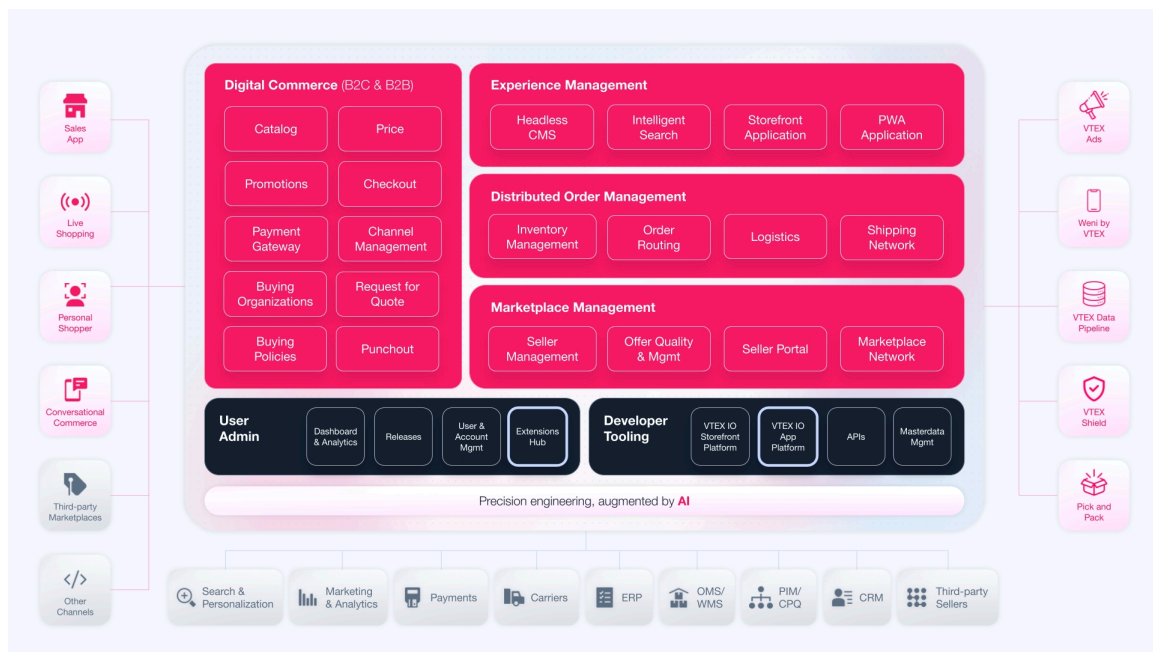 Digital Commerce (B2C & B2B)
Catalog
Price
Promotions
Checkout
Payment
Gateway
Channel
Management
Buying
Organizations
Request for
Quote
Buying
Policies
Punchout
Experience Management
Headless
CMS
Intelligent
Search
Storefront
Application
PWA
Application
Distributed Order Management
Inventory
Management
Order
Routing
Logistics
Shipping
Network
Marketplace Management
Seller
Management
Offer Quality
& Mgmt
Seller Portal
Marketplace
Network
User
Admin
Dashboard
& Analytics
Releases
User &
Account
Mgmt
Extensions
Hub
Developer
Tooling
VTEX IO
Storefront
Platform
VTEX IO
App
Platform
APIs
Masterdata
Mgmt
Precision engineering, augmented by AI
Sales
App
Live
Shopping
Personal
Shopper
Conversational
Commerce
Third-party
Marketplaces
</>
Other
Channels
VTEX
Ads
Weni by
VTEX
VTEX Data
Pipeline
VTEX
Shield
Pick and
Pack
Search &
Personalization
Marketing
& Analytics
Payments
Carriers
ERP
OMS/
WMS
PIM/
CPQ
CRM
Third-party
Sellers